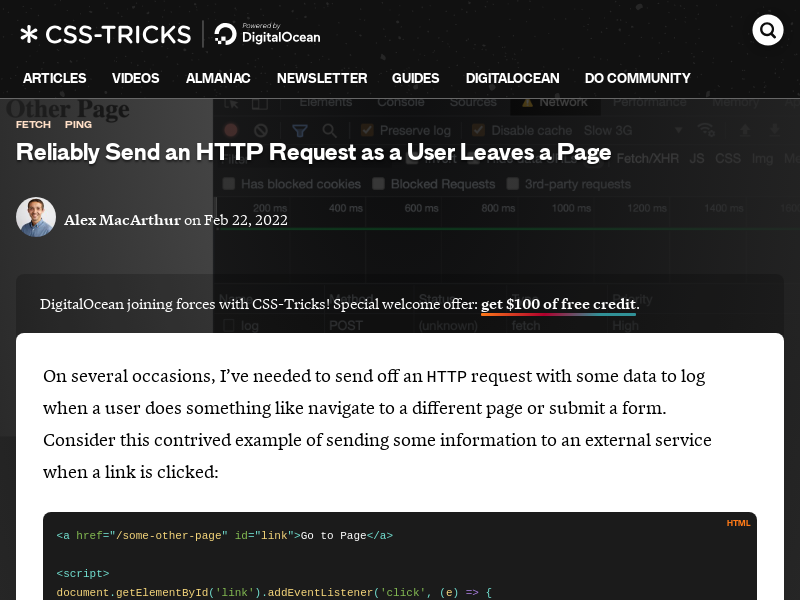 CSS-TRICKS
Powered by
DigitalOcean
ARTICLES VIDEOS ALMANAC NEWSLETTER GUIDES DIGITALOCEAN DO COMMUNITY
Other Page
Elements Console Sources Network Performance Memory
FETCH PING
Preserve log Disable cache Slow 3G
Reliably Send an HTTP Request as a User Leaves a Page
Fetch/XHR JS CSS Img
Has blocked cookies Blocked Requests 3rd-party requests
200 ms 400 ms 600 ms 800 ms 1000 ms 1200 ms 1400 ms
Alex MacArthur on Feb 22, 2022
DigitalOcean joining forces with CSS-Tricks! Special welcome offer: get $100 of free credit.
log POST (unknown) fetch High
On several occasions, I’ve needed to send off an HTTP request with some data to log
when a user does something like navigate to a different page or submit a form.
Consider this contrived example of sending some information to an external service
when a link is clicked:
HTML
<a href="/some-other-page" id="link">Go to Page</a>
<script>
document.getElementById('link').addEventListener('click', (e) => {